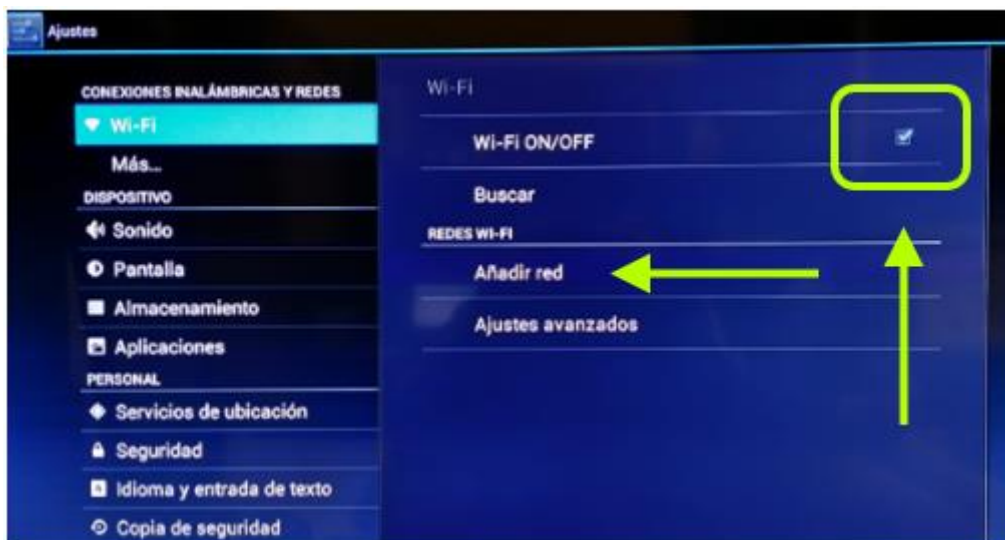 Ajustes
CONEXIONES INALÁMBRICAS Y REDES
Wi-Fi
Más...
DISPOSITIVO
Sonido
Pantalla
Almacenamiento
Aplicaciones
PERSONAL
Servicios de ubicación
Seguridad
Idioma y entrada de texto
Copia de seguridad
Wi-Fi
Wi-Fi ON/OFF
Buscar
REDES WI-FI
Añadir red
Ajustes avanzados